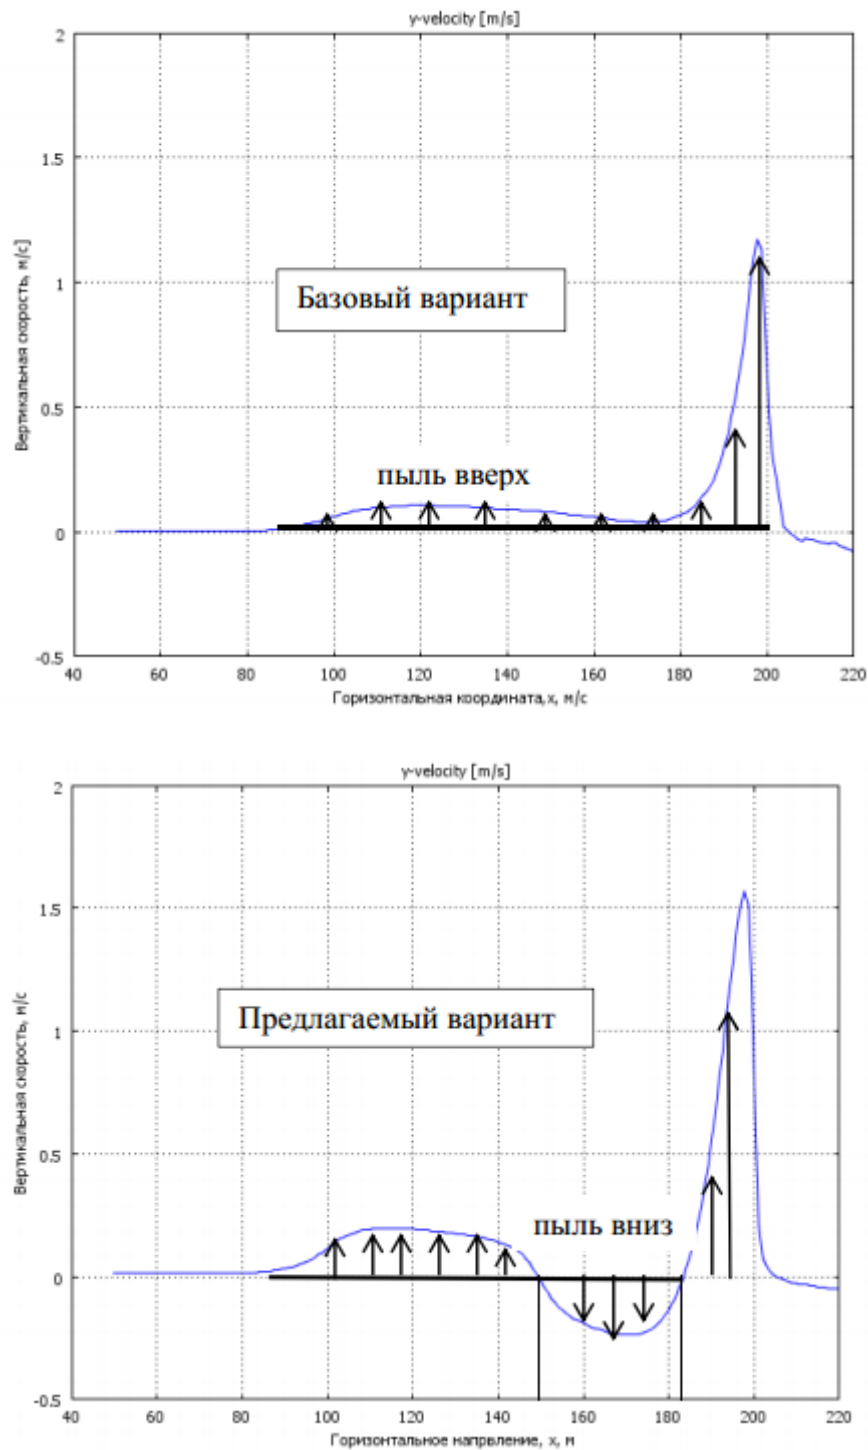 y-velocity [m/s]
2
1.5
1
0.5
0
-0.5
Вертикальная скорость, м/с]
Базовый вариант
пыль вверх
40 60 80 100 120 140 160 180 200 220
Горизонтальная координата,x, м/с
y-velocity [m/s]
2
1.5
1
0.5
0
-0.5
Вертикальная скорость, м/с
Предлагаемый вариант
пыль вниз
40 60 80 100 120 140 160 180 200 220
Горизонтальное напрвление, x, м